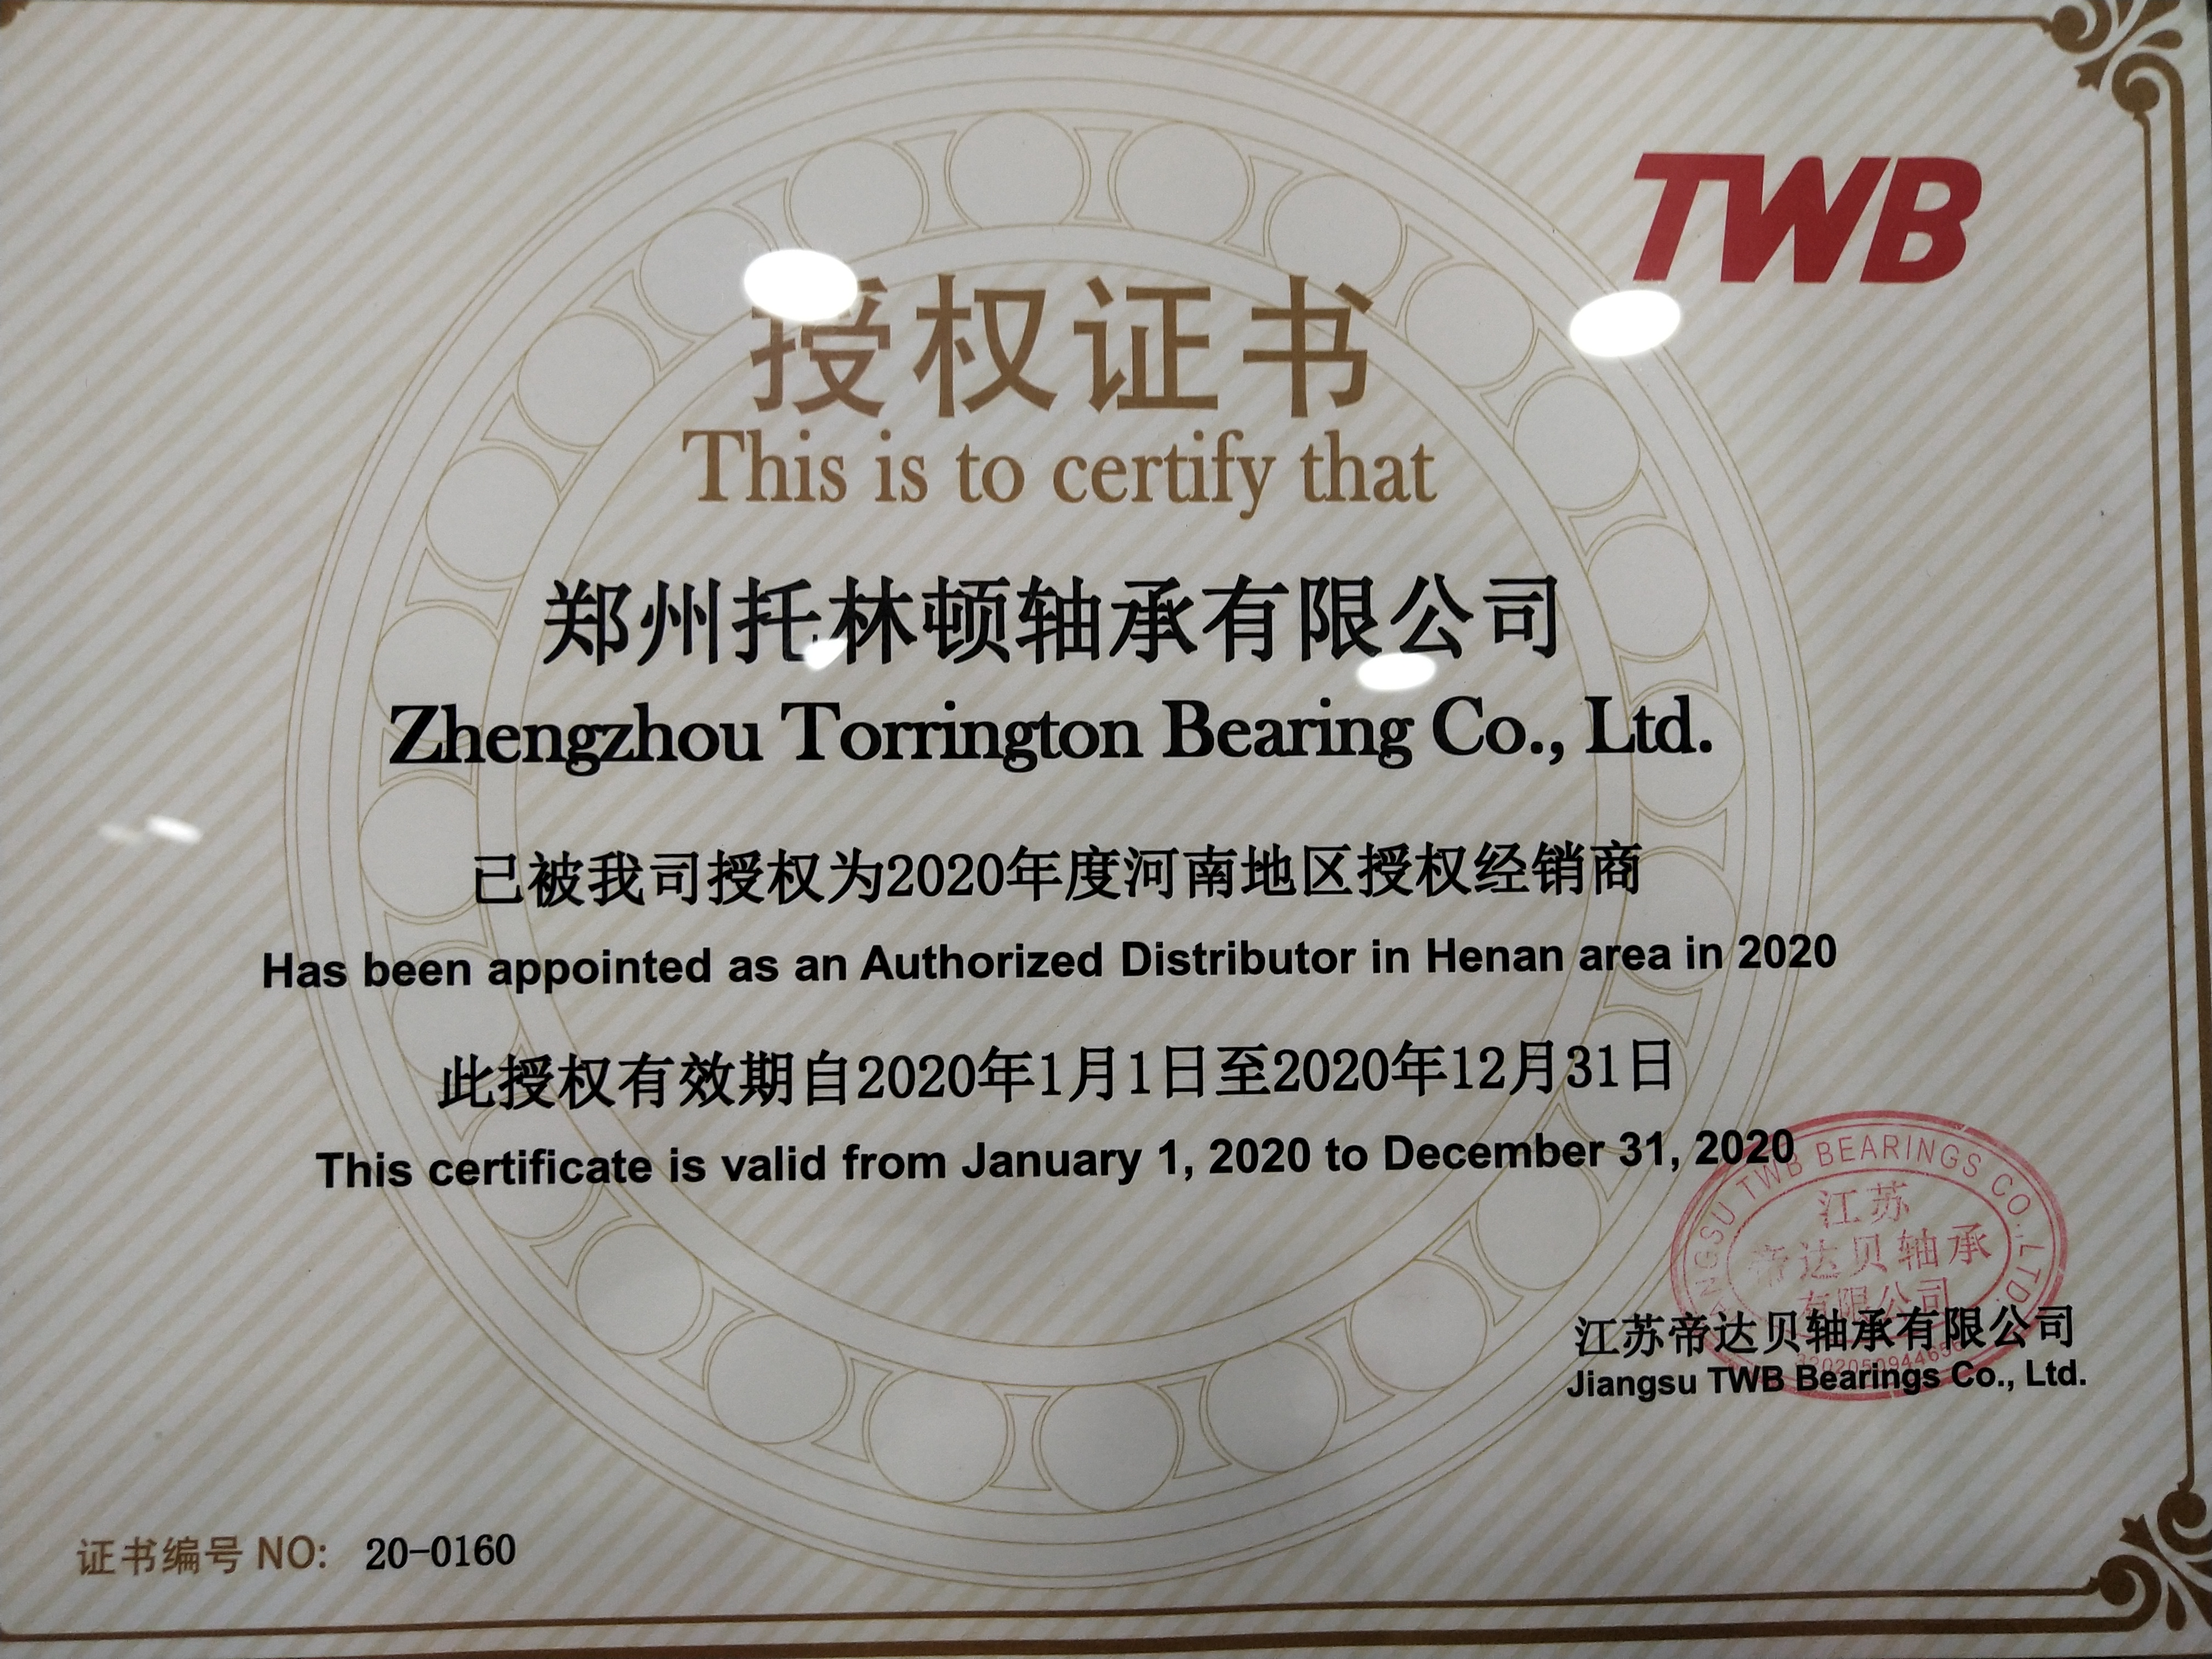 TWB
授权证书
This is to certify that
郑州托林顿轴承有限公司
Zhengzhou Torrington Bearing Co., Ltd.
已被我司授权为2020年度河南地区授权经销商
Has been appointed as an Authorized Distributor in Henan area in 2020
此授权有效期自2020年1月1日至2020年12月31日
This certificate is valid from January 1, 2020 to December 31, 2020
TWB BEARINGS CO.,LTD.
江苏
帝达贝轴承
有限公司
江苏帝达贝轴承有限公司
Jiangsu TWB Bearings Co., Ltd.
证书编号 NO: 20-0160